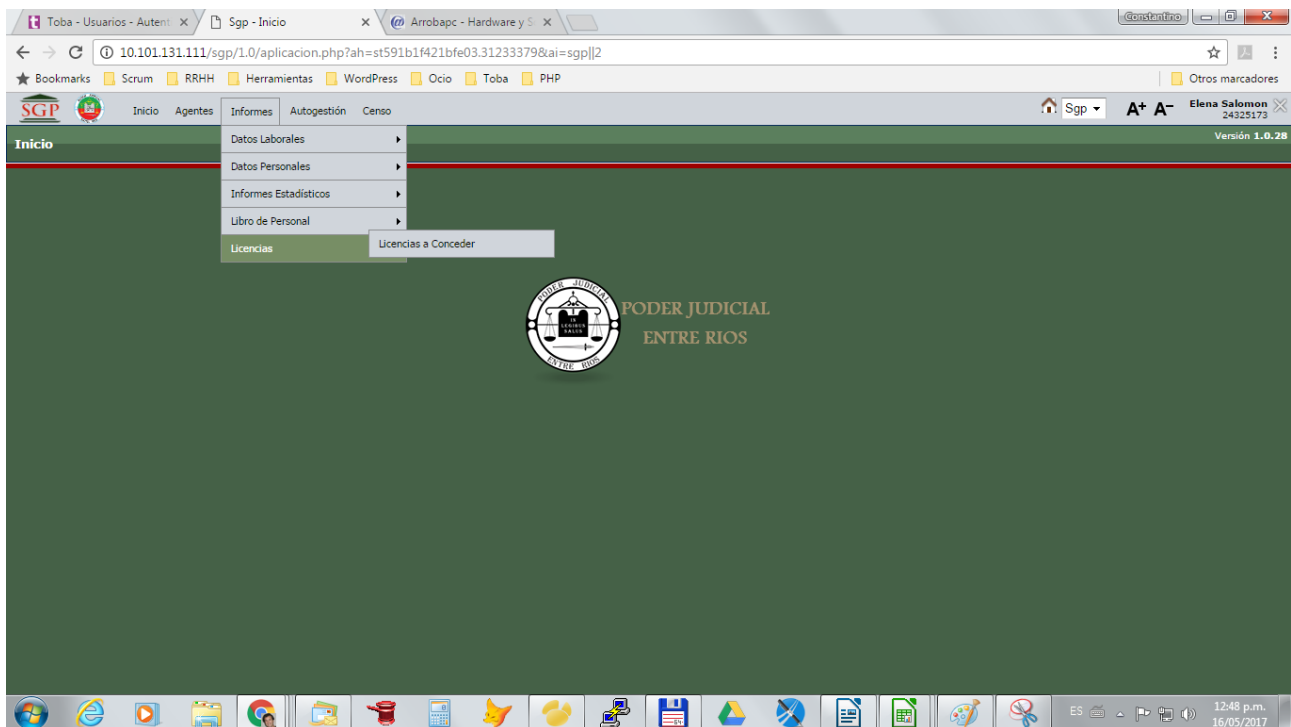 Toba - Usuarios - Autent
Sgp - Inicio
Arrobapc - Hardware y S
Constantino
10.101.131.111/sgp/1.0/aplicacion.php?ah=st591b1f421bfe03.31233379&ai=sgp||2
Bookmarks Scrum RRHH Herramientas WordPress Ocio Toba PHP Otros marcadores
SGP Inicio Agentes Informes Autogestión Censo Sgp A+ A- Elena Salomon
24325173
Inicio Versión 1.0.28
Datos Laborales
Datos Personales
Informes Estadísticos
Libro de Personal
Licencias Licencias a Conceder
PODER JUDICIAL
IN
LEGIBUS
SALUS
ENTRE RIOS
PODER JUDICIAL
ENTRE RIOS
ES 12:48 p.m.
16/05/2017